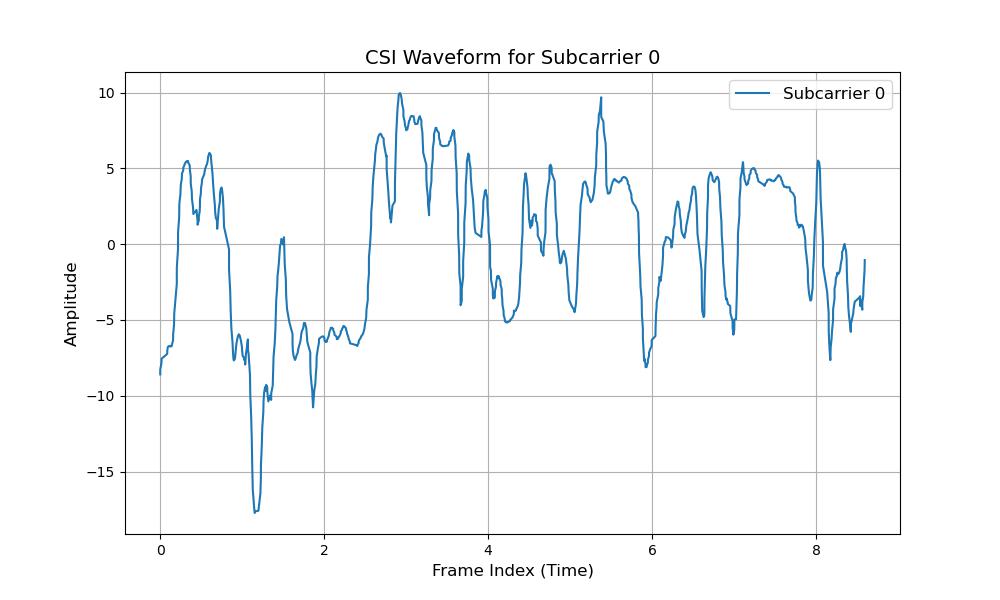 CSI Waveform for Subcarrier 0
Subcarrier 0
10
5
0
−5
−10
−15
Amplitude
0 2 4 6 8
Frame Index (Time)